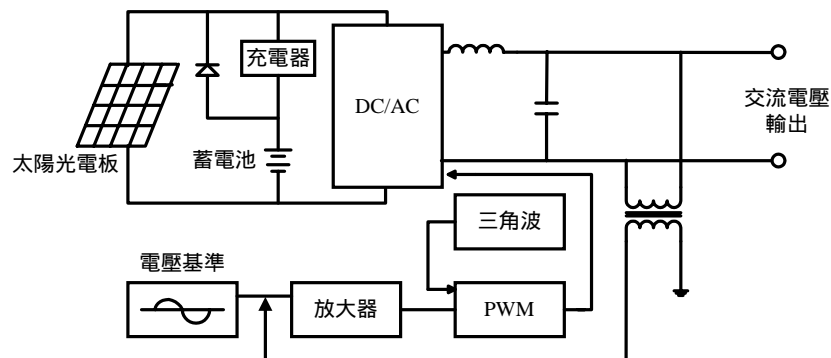 充電器
DC/AC
交流電壓
輸出
太陽光電板
蓄電池
三角波
電壓基準
放大器
PWM